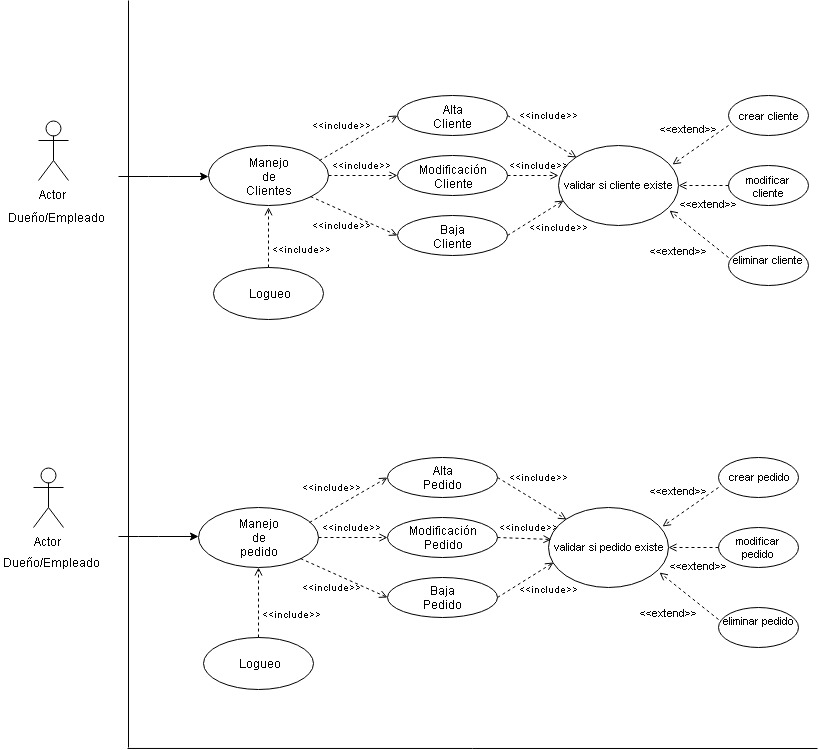 Actor
Dueño/Empleado
Manejo
de
Clientes
Logueo
<<include>>
<<include>>
<<include>>
<<include>>
Alta
Cliente
Modificación
Cliente
Baja
Cliente
<<include>>
<<include>>
<<include>>
validar si cliente existe
<<extend>>
<<extend>>
<<extend>>
crear cliente
modificar
cliente
eliminar cliente
Actor
Dueño/Empleado
Manejo
de
pedido
Logueo
<<include>>
<<include>>
<<include>>
<<include>>
Alta
Pedido
Modificación
Pedido
Baja
Pedido
<<include>>
<<include>>
<<include>>
validar si pedido existe
<<extend>>
<<extend>>
<<extend>>
crear pedido
modificar
pedido
eliminar pedido